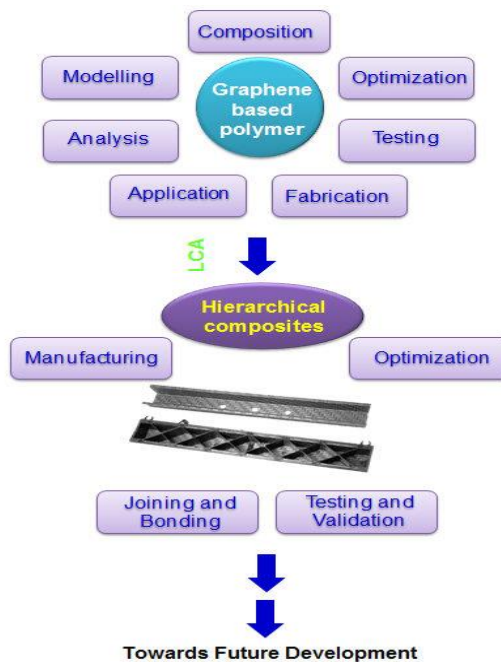 Composition
Modelling
Optimization
Graphene
based
polymer
Analysis
Testing
Application
Fabrication
LCA
Hierarchical
composites
Manufacturing
Optimization
Joining and
Bonding
Testing and
Validation
Towards Future Development